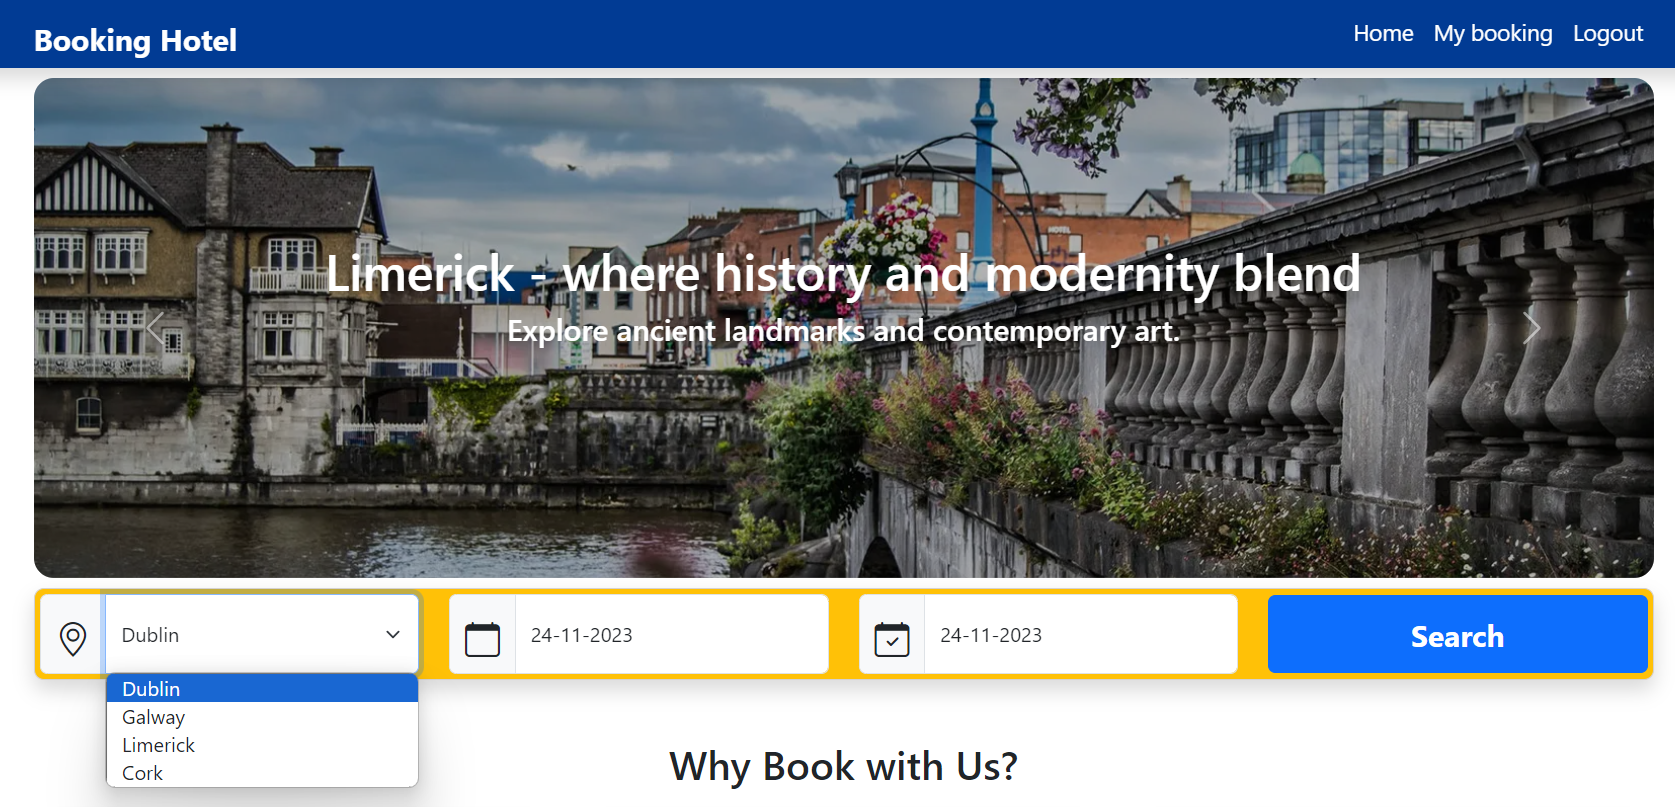 Booking Hotel
Home My booking Logout
HOTEL
Limerick - where history and modernity blend
Explore ancient landmarks and contemporary art.
Dublin
24-11-2023
24-11-2023
Search
Dublin
Galway
Limerick
Cork
Why Book with Us?